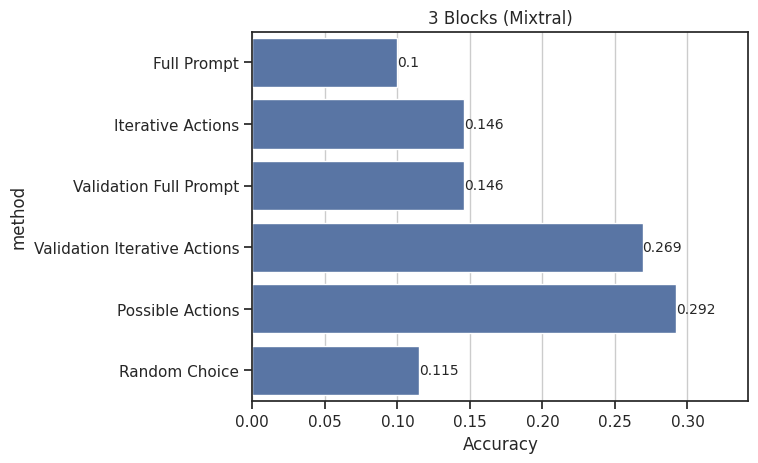 3 Blocks (Mixtral)
method
Full Prompt
0.1
Iterative Actions
0.146
Validation Full Prompt
0.146
Validation Iterative Actions
0.269
Possible Actions
0.292
Random Choice
0.115
0.00 0.05 0.10 0.15 0.20 0.25 0.30
Accuracy